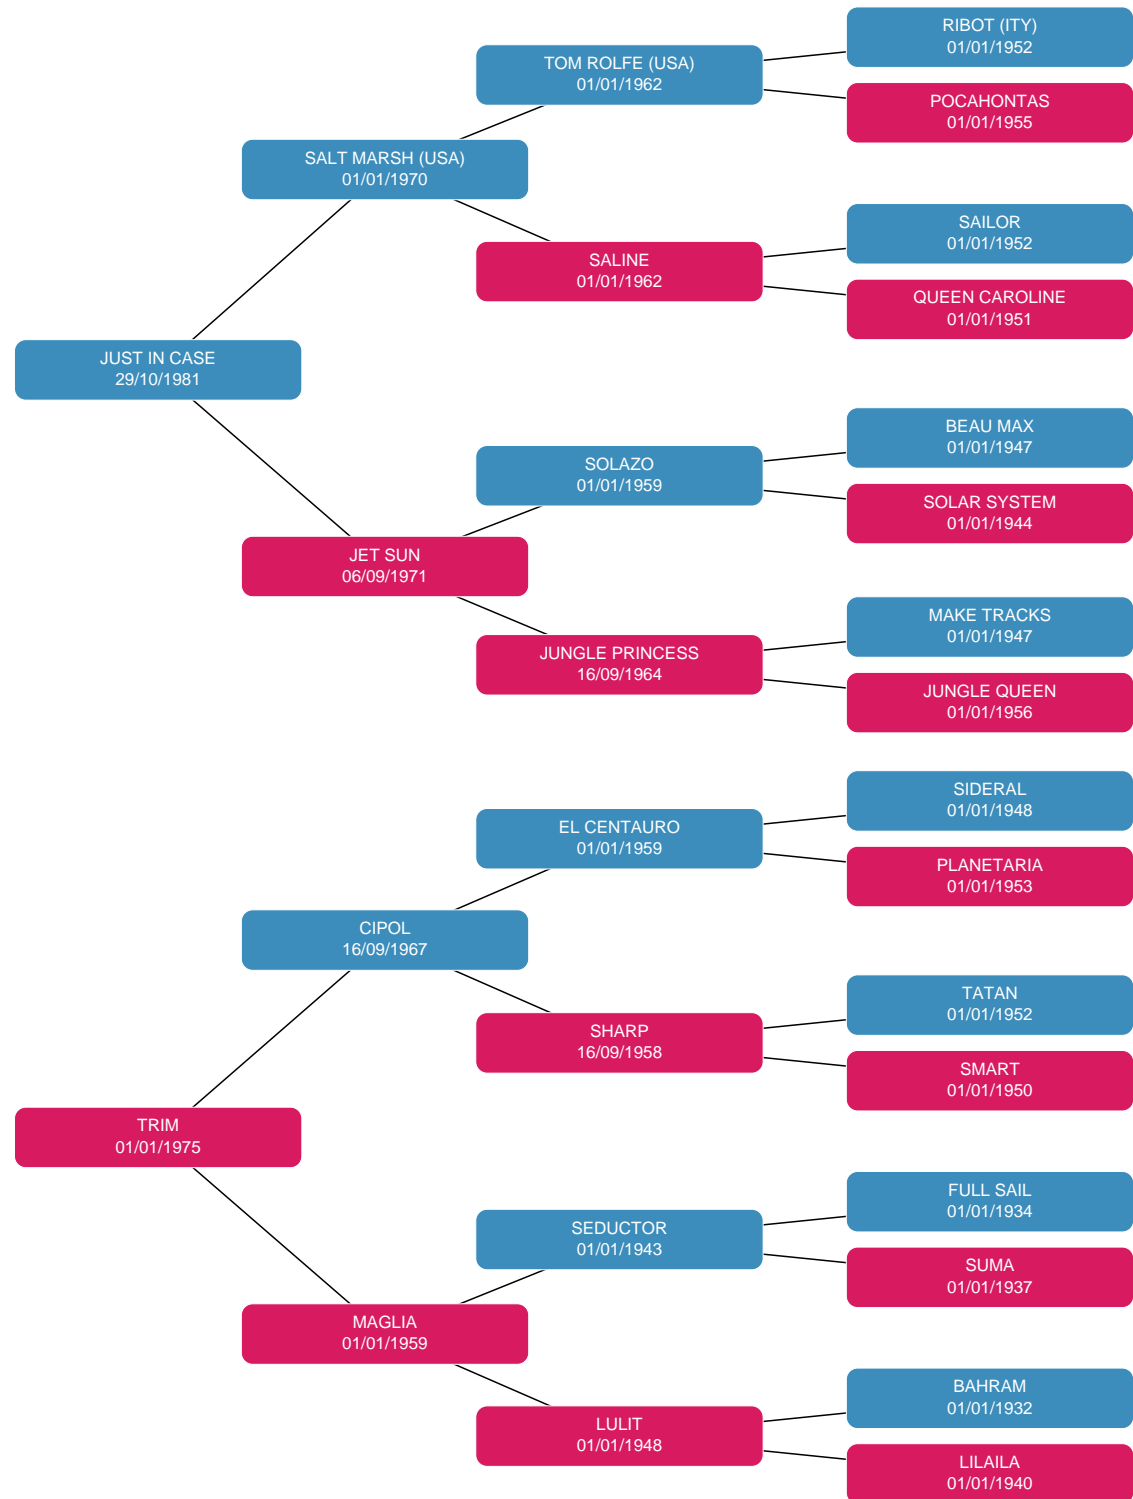 RIBOT (ITY)
01/01/1952
TOM ROLFE (USA)
01/01/1962
POCAHONTAS
01/01/1955
SALT MARSH (USA)
01/01/1970
SAILOR
01/01/1952
SALINE
01/01/1962
QUEEN CAROLINE
01/01/1951
JUST IN CASE
29/10/1981
BEAU MAX
01/01/1947
SOLAZO
01/01/1959
SOLAR SYSTEM
01/01/1944
JET SUN
06/09/1971
MAKE TRACKS
01/01/1947
JUNGLE PRINCESS
16/09/1964
JUNGLE QUEEN
01/01/1956
SIDERAL
01/01/1948
EL CENTAURO
01/01/1959
PLANETARIA
01/01/1953
CIPOL
16/09/1967
TATAN
01/01/1952
SHARP
16/09/1958
SMART
01/01/1950
TRIM
01/01/1975
FULL SAIL
01/01/1934
SEDUCTOR
01/01/1943
SUMA
01/01/1937
MAGLIA
01/01/1959
BAHRAM
01/01/1932
LULIT
01/01/1948
LILAILA
01/01/1940